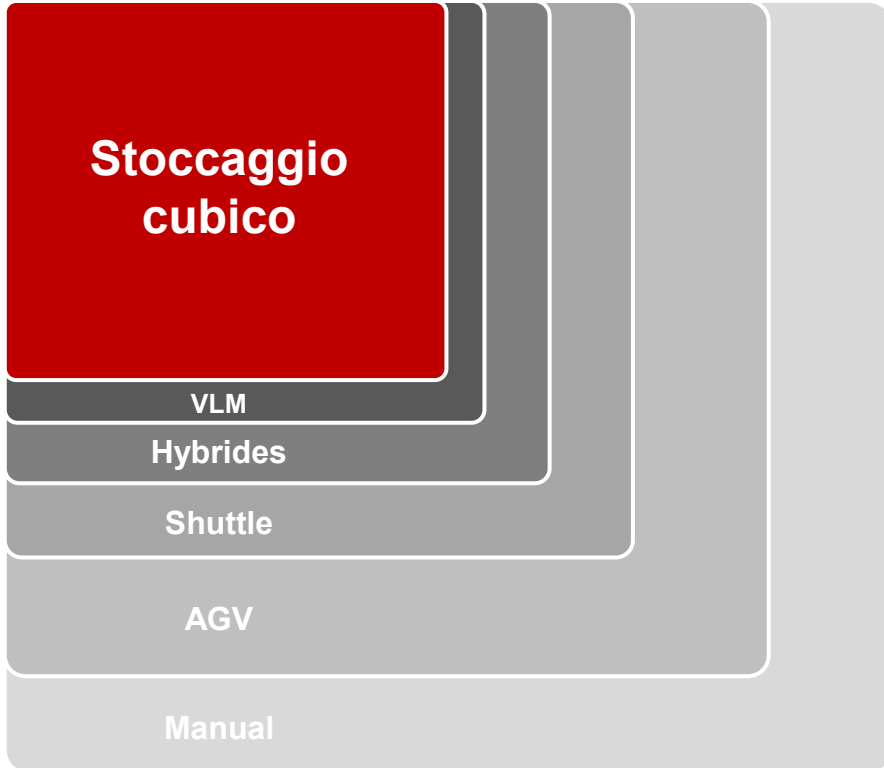 Stoccaggio
cubico
VLM
Hybrides
Shuttle
AGV
Manual